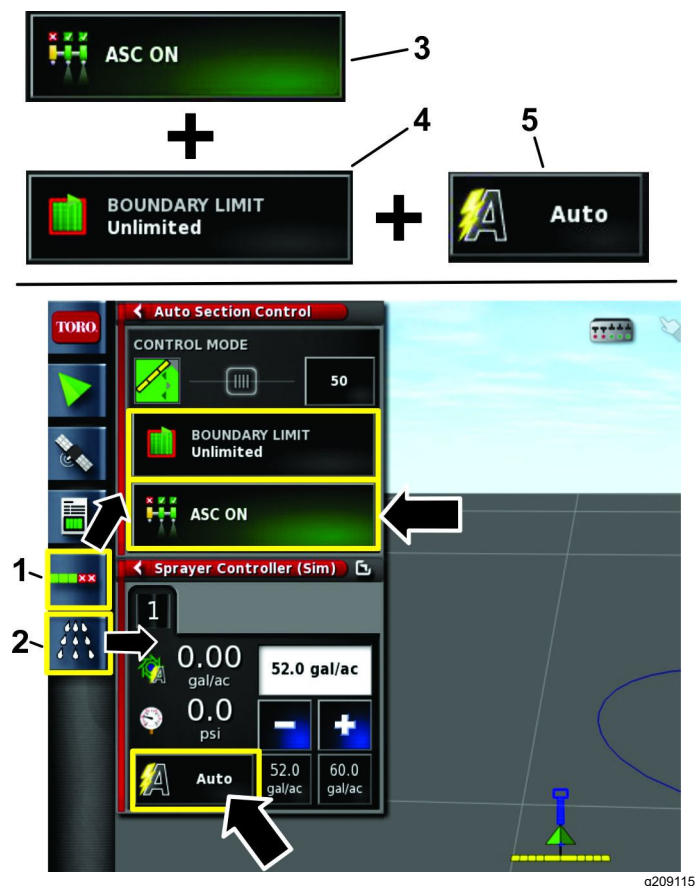 ASC ON
3
4
5
BOUNDARY LIMIT
Unlimited
A
Auto
TORO.
Auto Section Control
CONTROL MODE
50
BOUNDARY LIMIT
Unlimited
ASC ON
1
Sprayer Controller (Sim)
1
2
0.00
gal/ac
A
52.0 gal/ac
0.0
psi
A
Auto
52.0
gal/ac
60.0
gal/ac
g209115